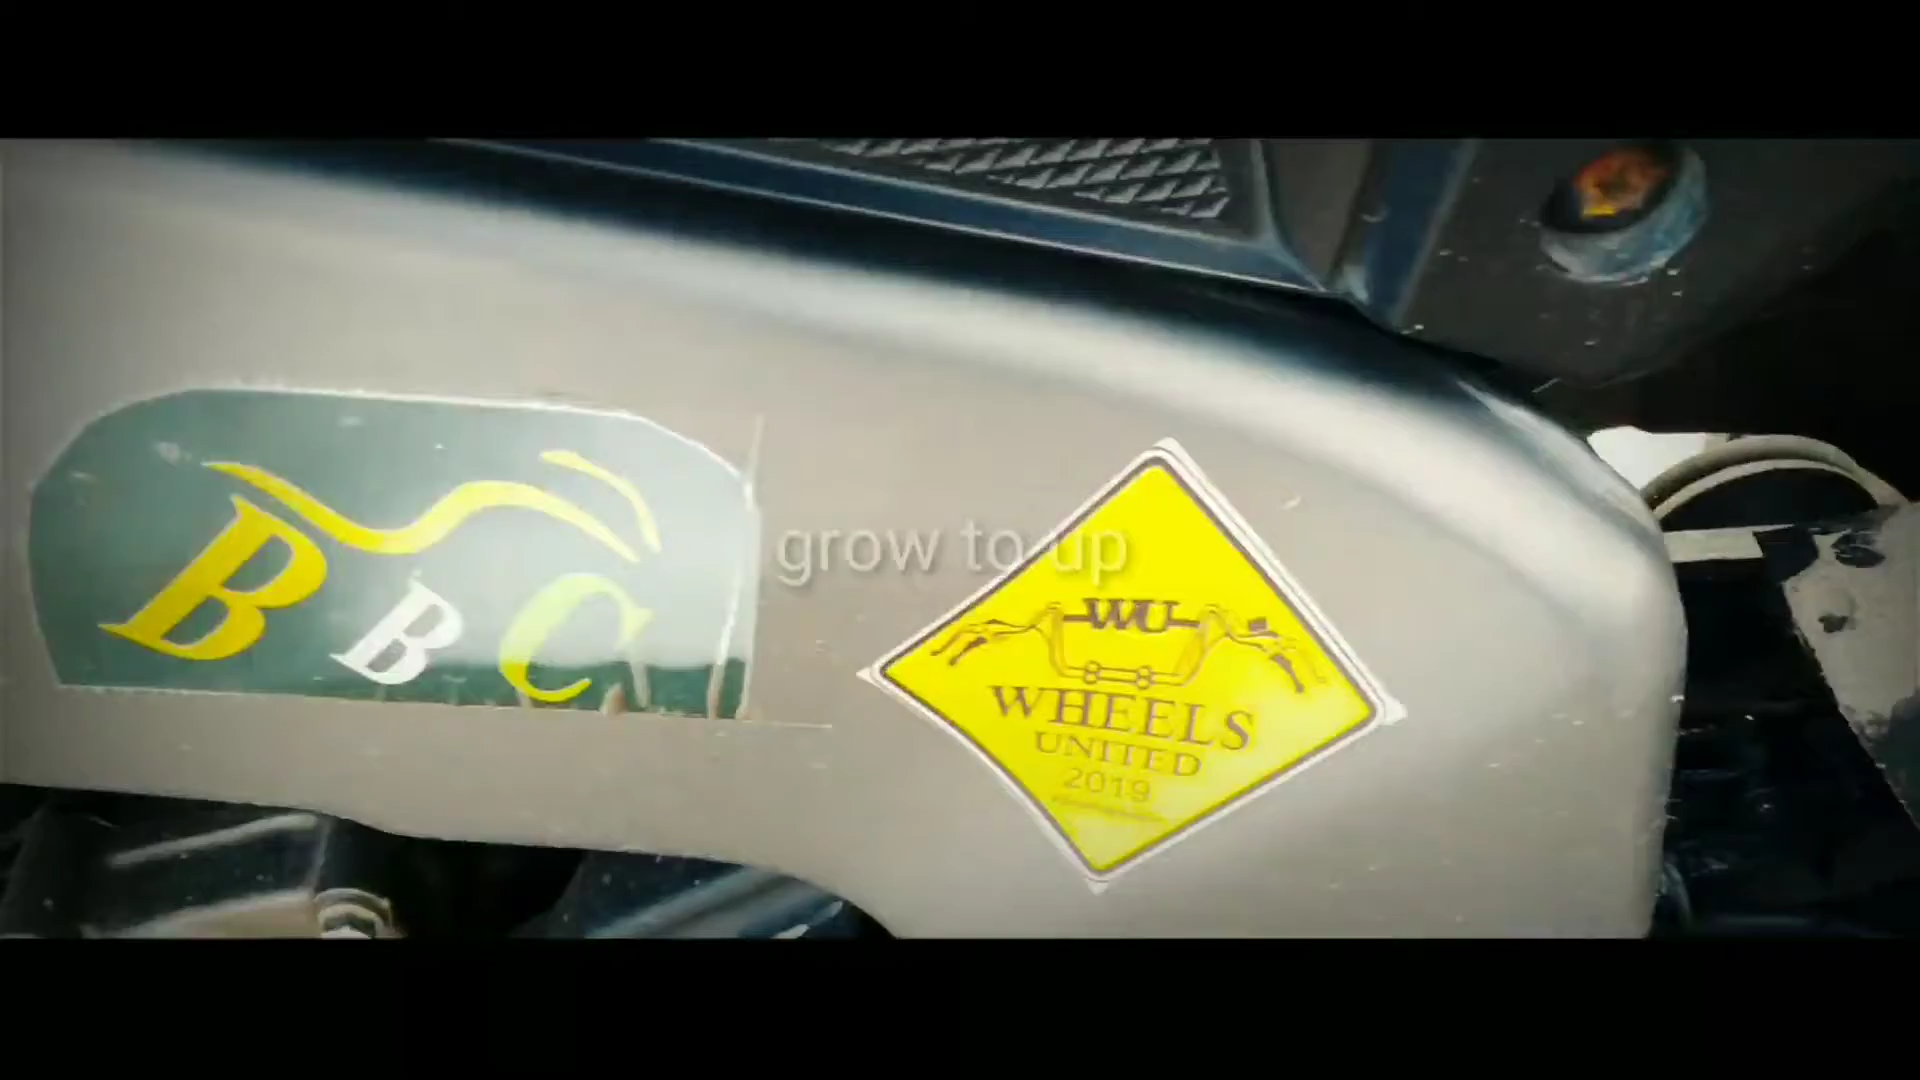 B B C
grow to up
WU
WHEELS
UNITED
2019